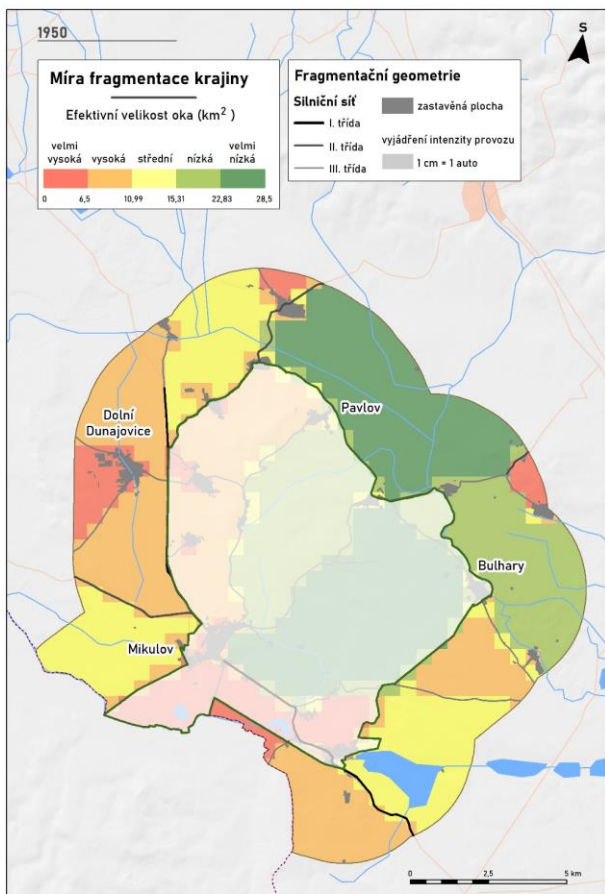 1950
S
Míra fragmentace krajiny
Efektivní velikost oka (km²)
velmi vysoká
vysoká
střední
nízká
velmi nízká
0 6,5 10,99 15,31 22,83 28,5
Fragmentační geometrie
Silniční síť
I. třída
II. třída
III. třída
zastavěná plocha
vyjádření intenzity provozu
1 cm = 1 auto
Pavlov
Dolní
Dunajovice
Bulhary
Mikulov
0 2,5 5 km